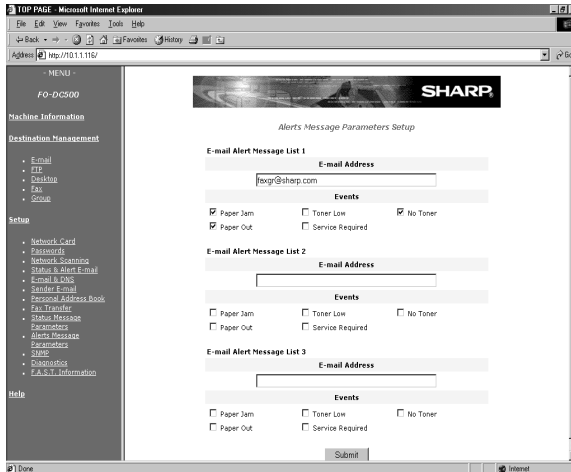 TOP PAGE - Microsoft Internet Explorer
File Edit View Favorites Tools Help
Back Favorites History
Address http://10.1.1.116/ Go
- MENU -
FO-DC500
Machine Information
Destination Management
E-mail
FTP
Desktop
Fax
Group
Setup
Network Card
Passwords
Network Scanning
Status & Alert E-mail
E-mail & DNS
Sender E-mail
Personal Address Book
Fax Transfer
Status Message
Parameters
Alerts Message
Parameters
SNMP
Diagnostics
F.A.S.T. Information
Help
SHARP
Alerts Message Parameters Setup
E-mail Alert Message List 1
E-mail Address
faxgr@sharp.com
Events
Paper Jam Toner Low No Toner
Paper Out Service Required
E-mail Alert Message List 2
E-mail Address
Events
Paper Jam Toner Low No Toner
Paper Out Service Required
E-mail Alert Message List 3
E-mail Address
Events
Paper Jam Toner Low No Toner
Paper Out Service Required
Submit
Done Internet